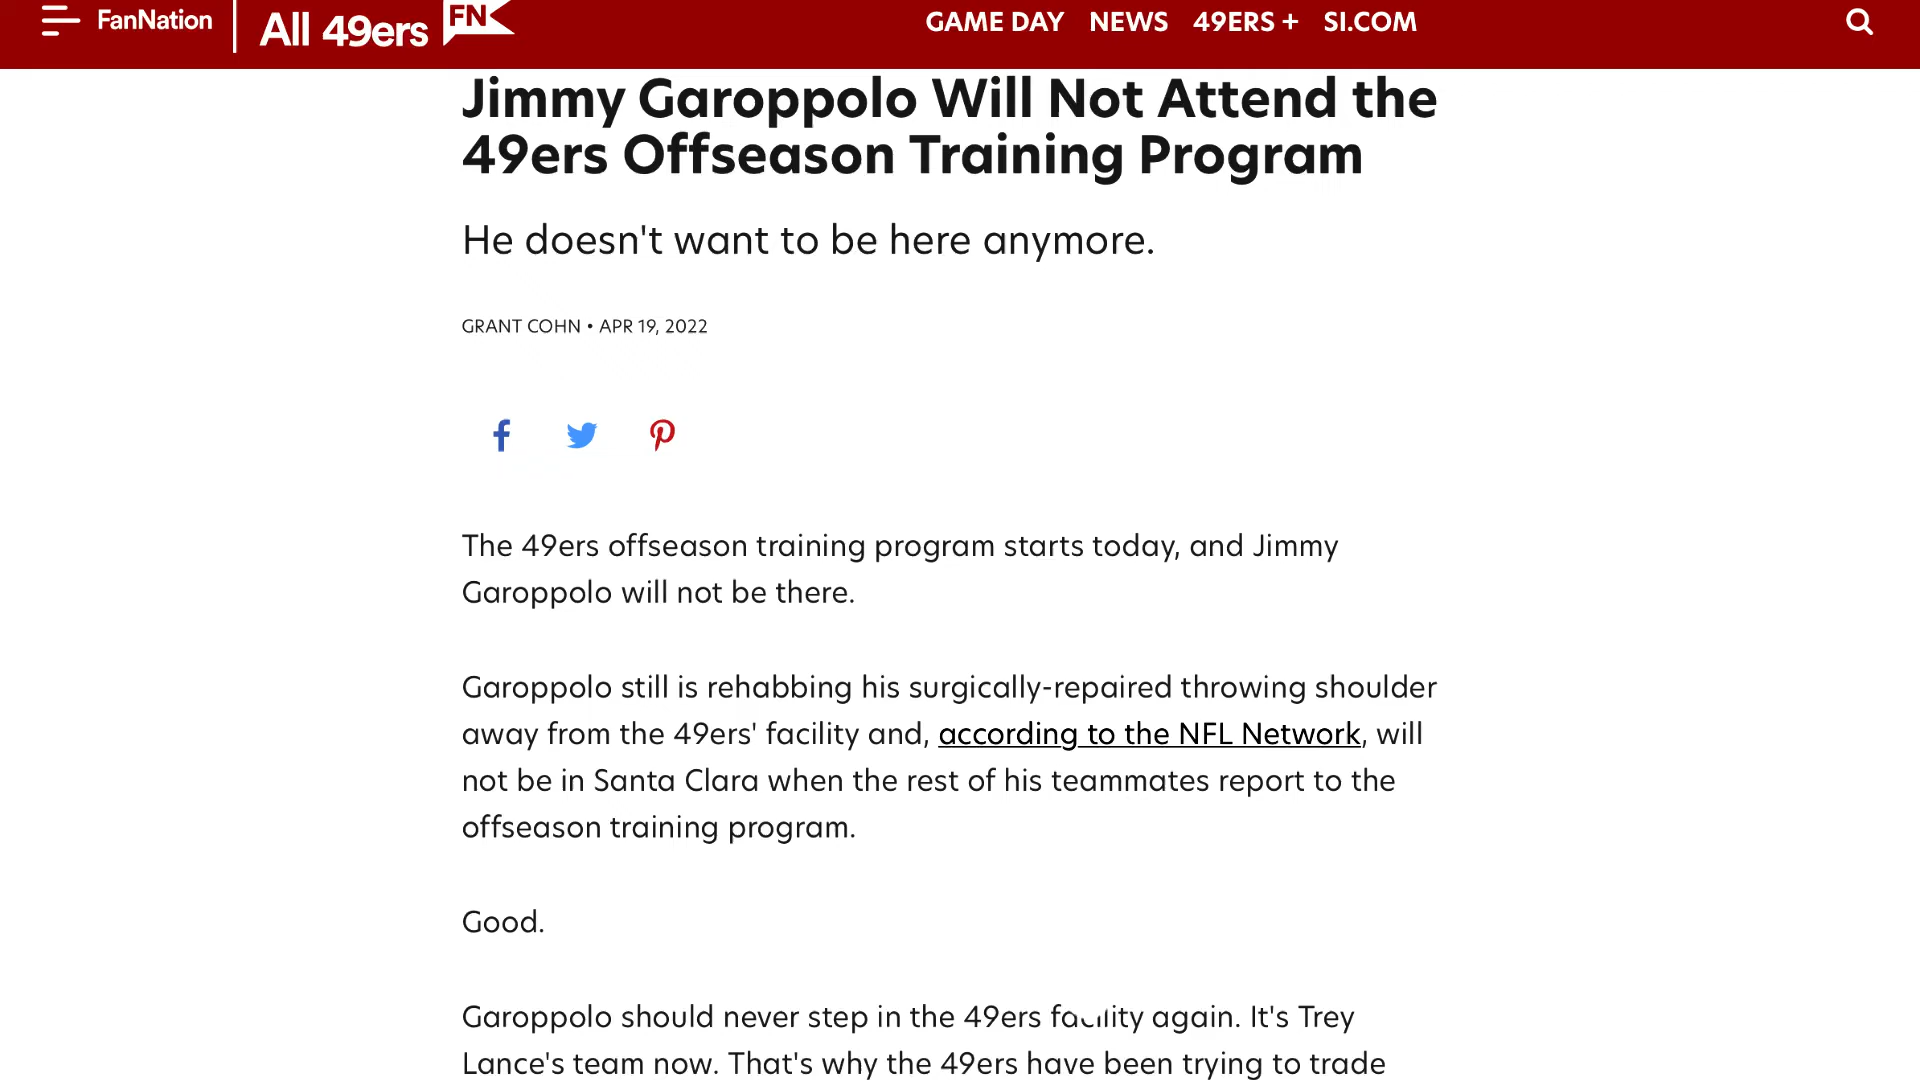 FanNation
All 49ers
FN
GAME DAY NEWS 49ERS + SI.COM
Jimmy Garoppolo Will Not Attend the
49ers Offseason Training Program
He doesn't want to be here anymore.
GRANT COHN • APR 19, 2022
The 49ers offseason training program starts today, and Jimmy
Garoppolo will not be there.
Garoppolo still is rehabbing his surgically-repaired throwing shoulder
away from the 49ers' facility and, according to the NFL Network, will
not be in Santa Clara when the rest of his teammates report to the
offseason training program.
Good.
Garoppolo should never step in the 49ers facility again. It's Trey
Lance's team now. That's why the 49ers have been trying to trade